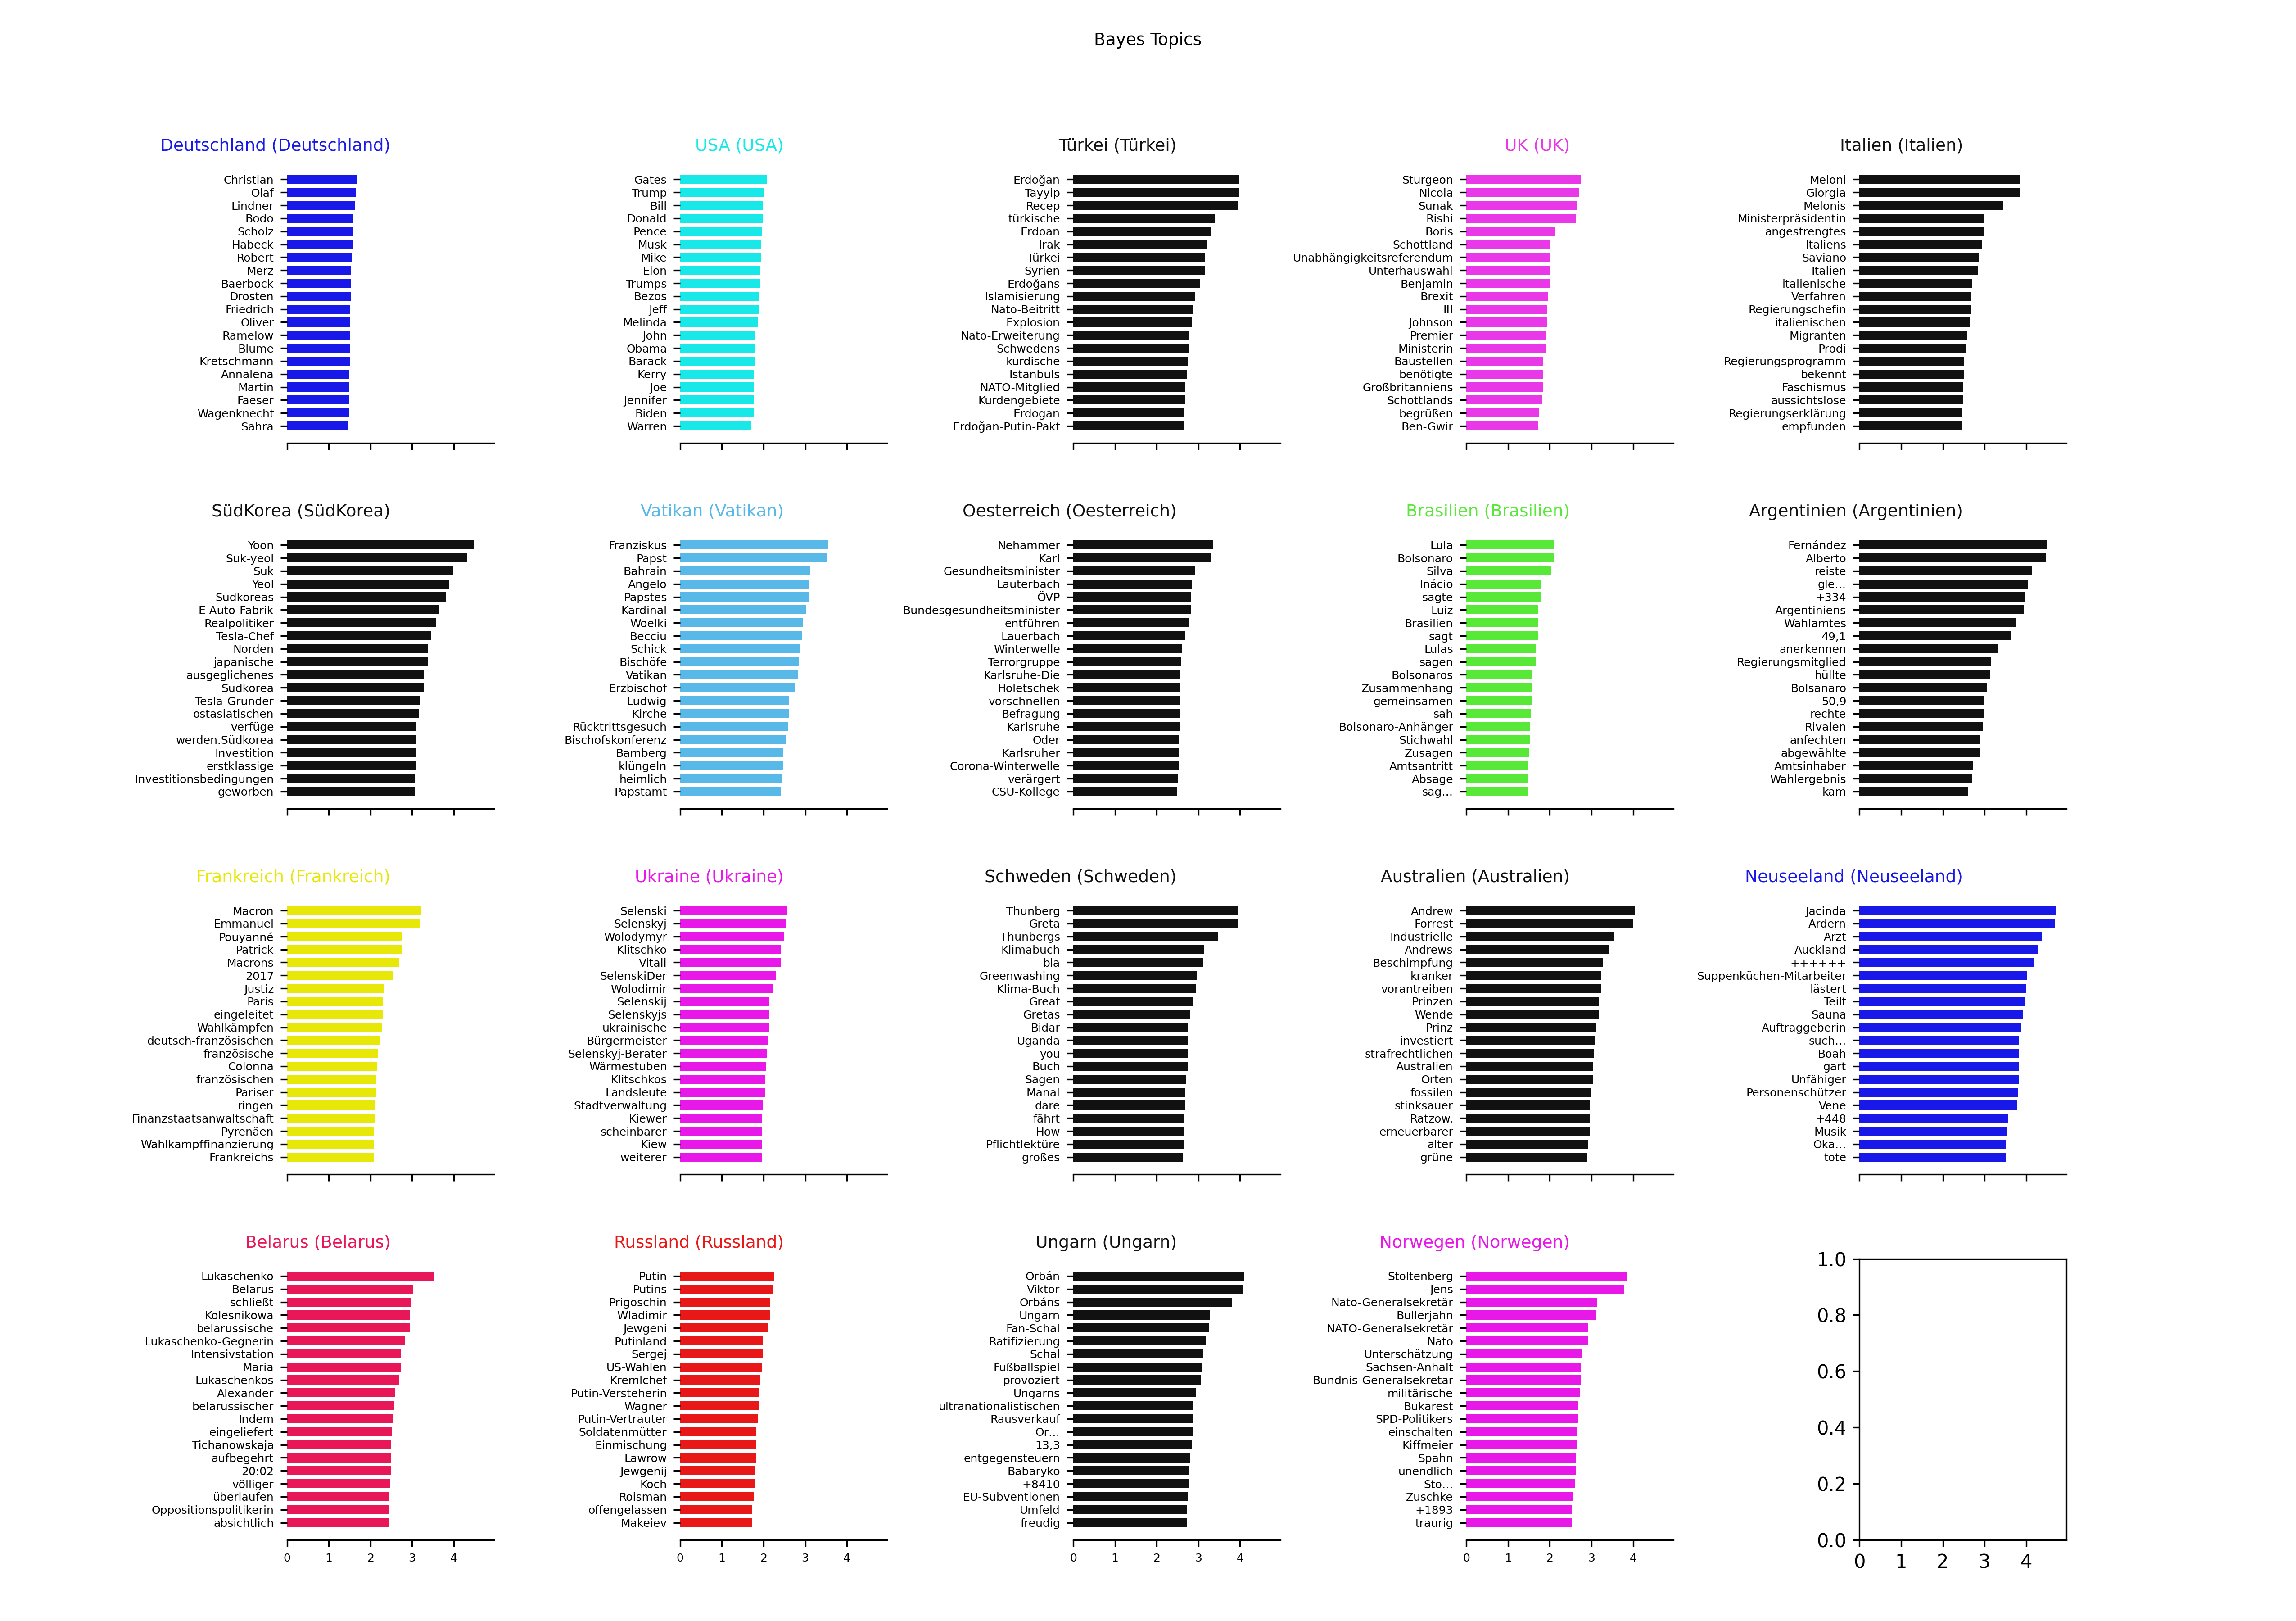 Bayes Topics
Deutschland (Deutschland)
Christian
Olaf
Lindner
Bodo
Scholz
Habeck
Robert
Merz
Baerbock
Drosten
Friedrich
Oliver
Ramelow
Blume
Kretschmann
Annalena
Martin
Faeser
Wagenknecht
Sahra
USA (USA)
Gates
Trump
Bill
Donald
Pence
Musk
Mike
Elon
Trumps
Bezos
Jeff
Melinda
John
Obama
Barack
Kerry
Joe
Jennifer
Biden
Warren
Türkei (Türkei)
Erdoğan
Tayyip
Recep
türkische
Erdoan
Irak
Türkei
Syrien
Erdoğans
Islamisierung
Nato-Beitritt
Explosion
Nato-Erweiterung
Schwedens
kurdische
Istanbuls
NATO-Mitglied
Kurdengebiete
Erdogan
Erdoğan-Putin-Pakt
UK (UK)
Sturgeon
Nicola
Sunak
Rishi
Boris
Schottland
Unabhängigkeitsreferendum
Unterhauswahl
Benjamin
Brexit
III
Johnson
Premier
Ministerin
Baustellen
benötigte
Großbritanniens
Schottlands
begrüßen
Ben-Gwir
Italien (Italien)
Meloni
Giorgia
Melonis
Ministerpräsidentin
angestrengtes
Italiens
Saviano
Italien
italienische
Verfahren
Regierungschefin
italienischen
Migranten
Prodi
Regierungsprogramm
bekennt
Faschismus
aussichtslose
Regierungserklärung
empfunden
SüdKorea (SüdKorea)
Yoon
Suk-yeol
Suk
Yeol
Südkoreas
E-Auto-Fabrik
Realpolitiker
Tesla-Chef
Norden
japanische
ausgeglichenes
Südkorea
Tesla-Gründer
ostasiatischen
verfüge
werden.Südkorea
Investition
erstklassige
Investitionsbedingungen
geworben
Vatikan (Vatikan)
Franziskus
Papst
Bahrain
Angelo
Papstes
Kardinal
Woelki
Becciu
Schick
Bischöfe
Vatikan
Erzbischof
Ludwig
Kirche
Rücktrittsgesuch
Bischofskonferenz
Bamberg
klüngeln
heimlich
Papstamt
Oesterreich (Oesterreich)
Nehammer
Karl
Gesundheitsminister
Lauterbach
ÖVP
Bundesgesundheitsminister
entführen
Lauerbach
Winterwelle
Terrorgruppe
Karlsruhe-Die
Holetschek
vorschnellen
Befragung
Karlsruhe
Oder
Karlsruher
Corona-Winterwelle
verärgert
CSU-Kollege
Brasilien (Brasilien)
Lula
Bolsonaro
Silva
Inácio
sagte
Luiz
Brasilien
sagt
Lulas
sagen
Bolsonaros
Zusammenhang
gemeinsamen
sah
Bolsonaro-Anhänger
Stichwahl
Zusagen
Amtsantritt
Absage
sag…
Argentinien (Argentinien)
Fernández
Alberto
reiste
gle…
+334
Argentiniens
Wahlamtes
49,1
anerkennen
Regierungsmitglied
hüllte
Bolsanaro
50,9
rechte
Rivalen
anfechten
abgewählte
Amtsinhaber
Wahlergebnis
kam
Frankreich (Frankreich)
Macron
Emmanuel
Pouyanné
Patrick
Macrons
2017
Justiz
Paris
eingeleitet
Wahlkämpfen
deutsch-französischen
französische
Colonna
französischen
Pariser
ringen
Finanzstaatsanwaltschaft
Pyrenäen
Wahlkampffinanzierung
Frankreichs
Ukraine (Ukraine)
Selenski
Selenskyj
Wolodymyr
Klitschko
Vitali
SelenskiDer
Wolodimir
Selenskij
Selenskyjs
ukrainische
Bürgermeister
Selenskyj-Berater
Wärmestuben
Klitschkos
Landsleute
Stadtverwaltung
Kiewer
scheinbarer
Kiew
weiterer
Schweden (Schweden)
Thunberg
Greta
Thunbergs
Klimabuch
bla
Greenwashing
Klima-Buch
Great
Gretas
Bidar
Uganda
you
Buch
Sagen
Manal
dare
fährt
How
Pflichtlektüre
großes
Australien (Australien)
Andrew
Forrest
Industrielle
Andrews
Beschimpfung
kranker
vorantreiben
Prinzen
Wende
Prinz
investiert
strafrechtlichen
Australien
Orten
fossilen
stinksauer
Ratzow.
erneuerbarer
alter
grüne
Neuseeland (Neuseeland)
Jacinda
Ardern
Arzt
Auckland
++++++
Suppenküchen-Mitarbeiter
lästert
Teilt
Sauna
Auftraggeberin
such…
Boah
gart
Unfähiger
Personenschützer
Vene
+448
Musik
Oka…
tote
Belarus (Belarus)
Lukaschenko
Belarus
schließt
Kolesnikowa
belarussische
Lukaschenko-Gegnerin
Intensivstation
Maria
Lukaschenkos
Alexander
belarussischer
Indem
eingeliefert
Tichanowskaja
aufbegehrt
20:02
völliger
überlaufen
Oppositionspolitikerin
absichtlich
0 1 2 3 4
Russland (Russland)
Putin
Putins
Prigoschin
Wladimir
Jewgeni
Putinland
Sergej
US-Wahlen
Kremlchef
Putin-Versteherin
Wagner
Putin-Vertrauter
Soldatenmütter
Einmischung
Lawrow
Jewgenij
Koch
Roisman
offengelassen
Makeiev
0 1 2 3 4
Ungarn (Ungarn)
Orbán
Viktor
Orbáns
Ungarn
Fan-Schal
Ratifizierung
Schal
Fußballspiel
provoziert
Ungarns
ultranationalistischen
Rausverkauf
Or…
13,3
entgegensteuern
Babaryko
+8410
EU-Subventionen
Umfeld
freudig
0 1 2 3 4
Norwegen (Norwegen)
Stoltenberg
Jens
Nato-Generalsekretär
Bullerjahn
NATO-Generalsekretär
Nato
Unterschätzung
Sachsen-Anhalt
Bündnis-Generalsekretär
militärische
Bukarest
SPD-Politikers
einschalten
Kiffmeier
Spahn
unendlich
Sto…
Zuschke
+1893
traurig
0 1 2 3 4
1.0
0.8
0.6
0.4
0.2
0.0
0 1 2 3 4